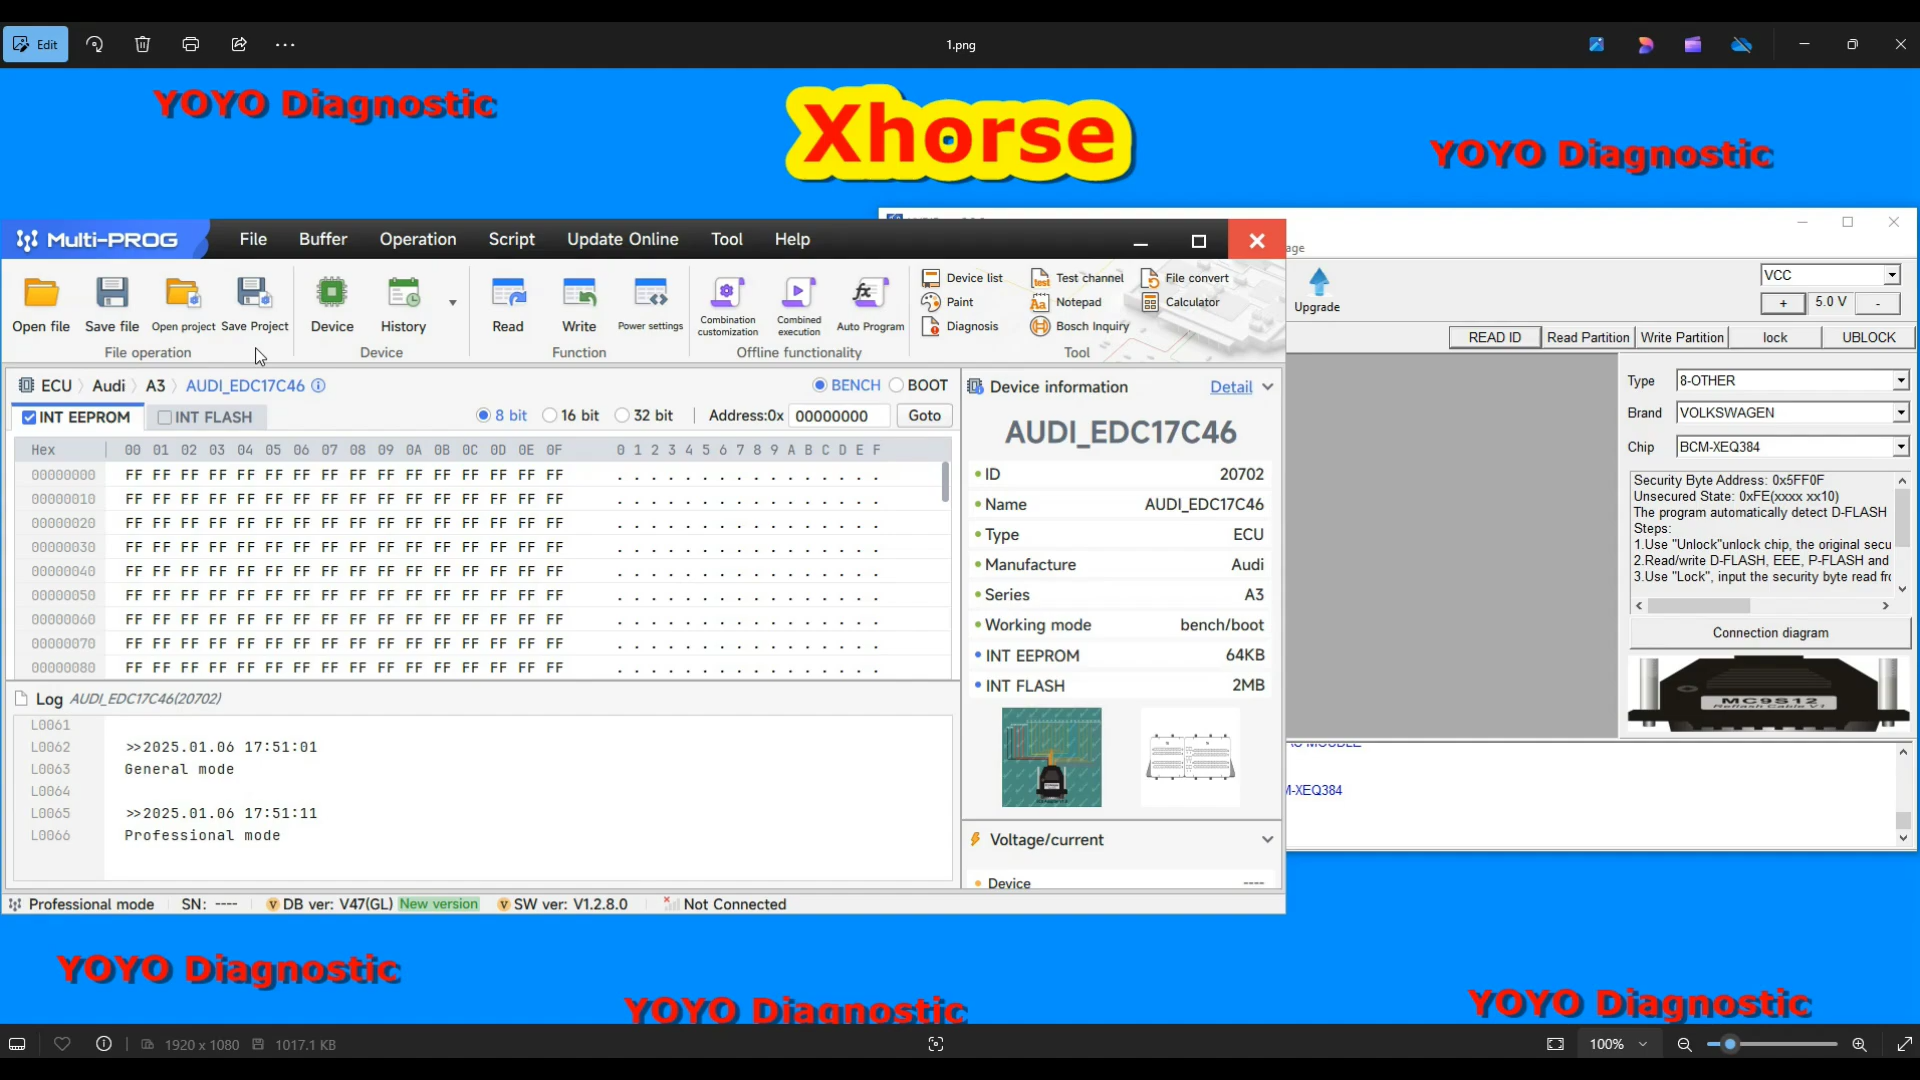 Edit
1.png
YOYO Diagnostic
Xhorse
YOYO Diagnostic
Multi-PROG
File Buffer Operation Script Update Online Tool Help
age
Open file
Save file
Open project
Save Project
File operation
Device
History
Device
Read
Write
Power settings
Function
Combination customization
Combined execution
Auto Program
Offline functionality
Device list
Test channel
File convert
Paint
Notepad
Calculator
Diagnosis
Bosch Inquiry
Tool
Upgrade
VCC
+ 5.0 V -
READ ID Read Partition Write Partition lock UBLOCK
ECU Audi A3 AUDI_EDC17C46
BENCH BOOT
INT EEPROM INT FLASH
8 bit 16 bit 32 bit Address:0x 00000000 Goto
Hex 00 01 02 03 04 05 06 07 08 09 0A 0B 0C 0D 0E 0F 0 1 2 3 4 5 6 7 8 9 A B C D E F
00000000 FF FF FF FF FF FF FF FF FF FF FF FF FF FF FF FF . . . . . . . . . . . . . . . .
00000010 FF FF FF FF FF FF FF FF FF FF FF FF FF FF FF FF . . . . . . . . . . . . . . . .
00000020 FF FF FF FF FF FF FF FF FF FF FF FF FF FF FF FF . . . . . . . . . . . . . . . .
00000030 FF FF FF FF FF FF FF FF FF FF FF FF FF FF FF FF . . . . . . . . . . . . . . . .
00000040 FF FF FF FF FF FF FF FF FF FF FF FF FF FF FF FF . . . . . . . . . . . . . . . .
00000050 FF FF FF FF FF FF FF FF FF FF FF FF FF FF FF FF . . . . . . . . . . . . . . . .
00000060 FF FF FF FF FF FF FF FF FF FF FF FF FF FF FF FF . . . . . . . . . . . . . . . .
00000070 FF FF FF FF FF FF FF FF FF FF FF FF FF FF FF FF . . . . . . . . . . . . . . . .
00000080 FF FF FF FF FF FF FF FF FF FF FF FF FF FF FF FF . . . . . . . . . . . . . . . .
Log AUDI_EDC17C46(20702)
L0061
L0062 >>2025.01.06 17:51:01
L0063 General mode
L0064
L0065 >>2025.01.06 17:51:11
L0066 Professional mode
Device information Detail
AUDI_EDC17C46
ID 20702
Name AUDI_EDC17C46
Type ECU
Manufacture Audi
Series A3
Working mode bench/boot
INT EEPROM 64KB
INT FLASH 2MB
Voltage/current
Device ----
Type 8-OTHER
Brand VOLKSWAGEN
Chip BCM-XEQ384
Security Byte Address: 0x5FF0F
Unsecured State: 0xFE(xxxx xx10)
The program automatically detect D-FLASH
Steps:
1.Use "Unlock"unlock chip, the original secu
2.Read/write D-FLASH, EEE, P-FLASH and
3.Use "Lock", input the security byte read fr
Connection diagram
MC9S12
Reflash Cable V1
M-XEQ384
Professional mode SN: ---- DB ver: V47(GL) New version SW ver: V1.2.8.0 Not Connected
YOYO Diagnostic
YOYO Diagnostic
YOYO Diagnostic
1920 x 1080 1017.1 KB
100%